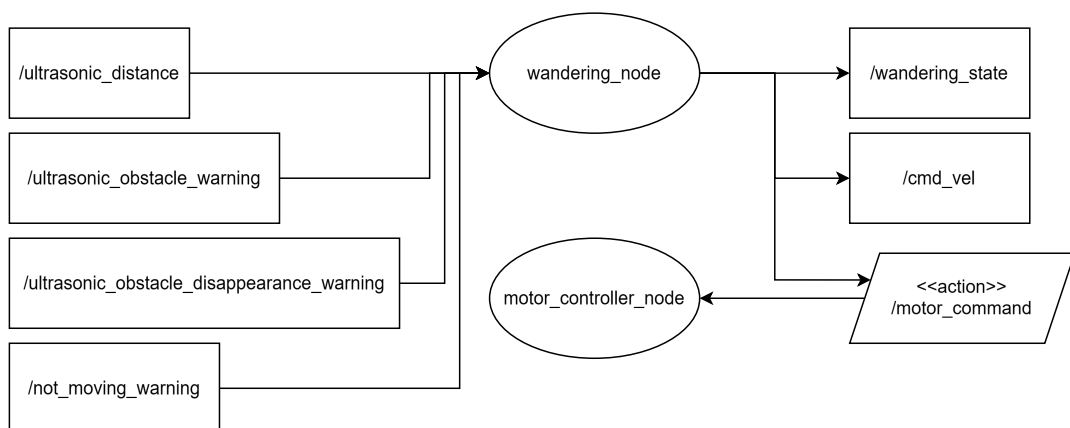 /ultrasonic_distance
wandering_node
/wandering_state
/ultrasonic_obstacle_warning
/cmd_vel
/ultrasonic_obstacle_disappearance_warning
motor_controller_node
<<action>>
/motor_command
/not_moving_warning